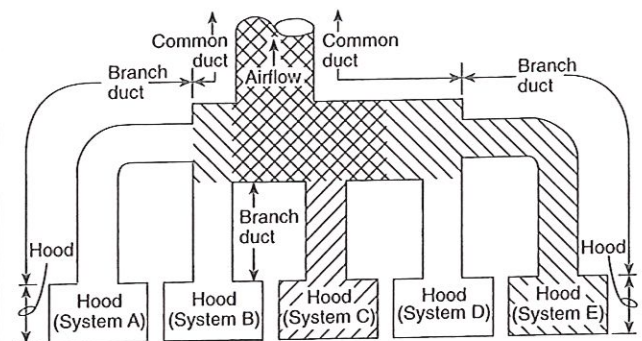 Common
duct
Common
duct
Airflow
Branch
duct
Branch
duct
Branch
duct
Hood
Hood
Hood
(System A)
Hood
(System B)
Hood
(System C)
Hood
(System D)
Hood
(System E)